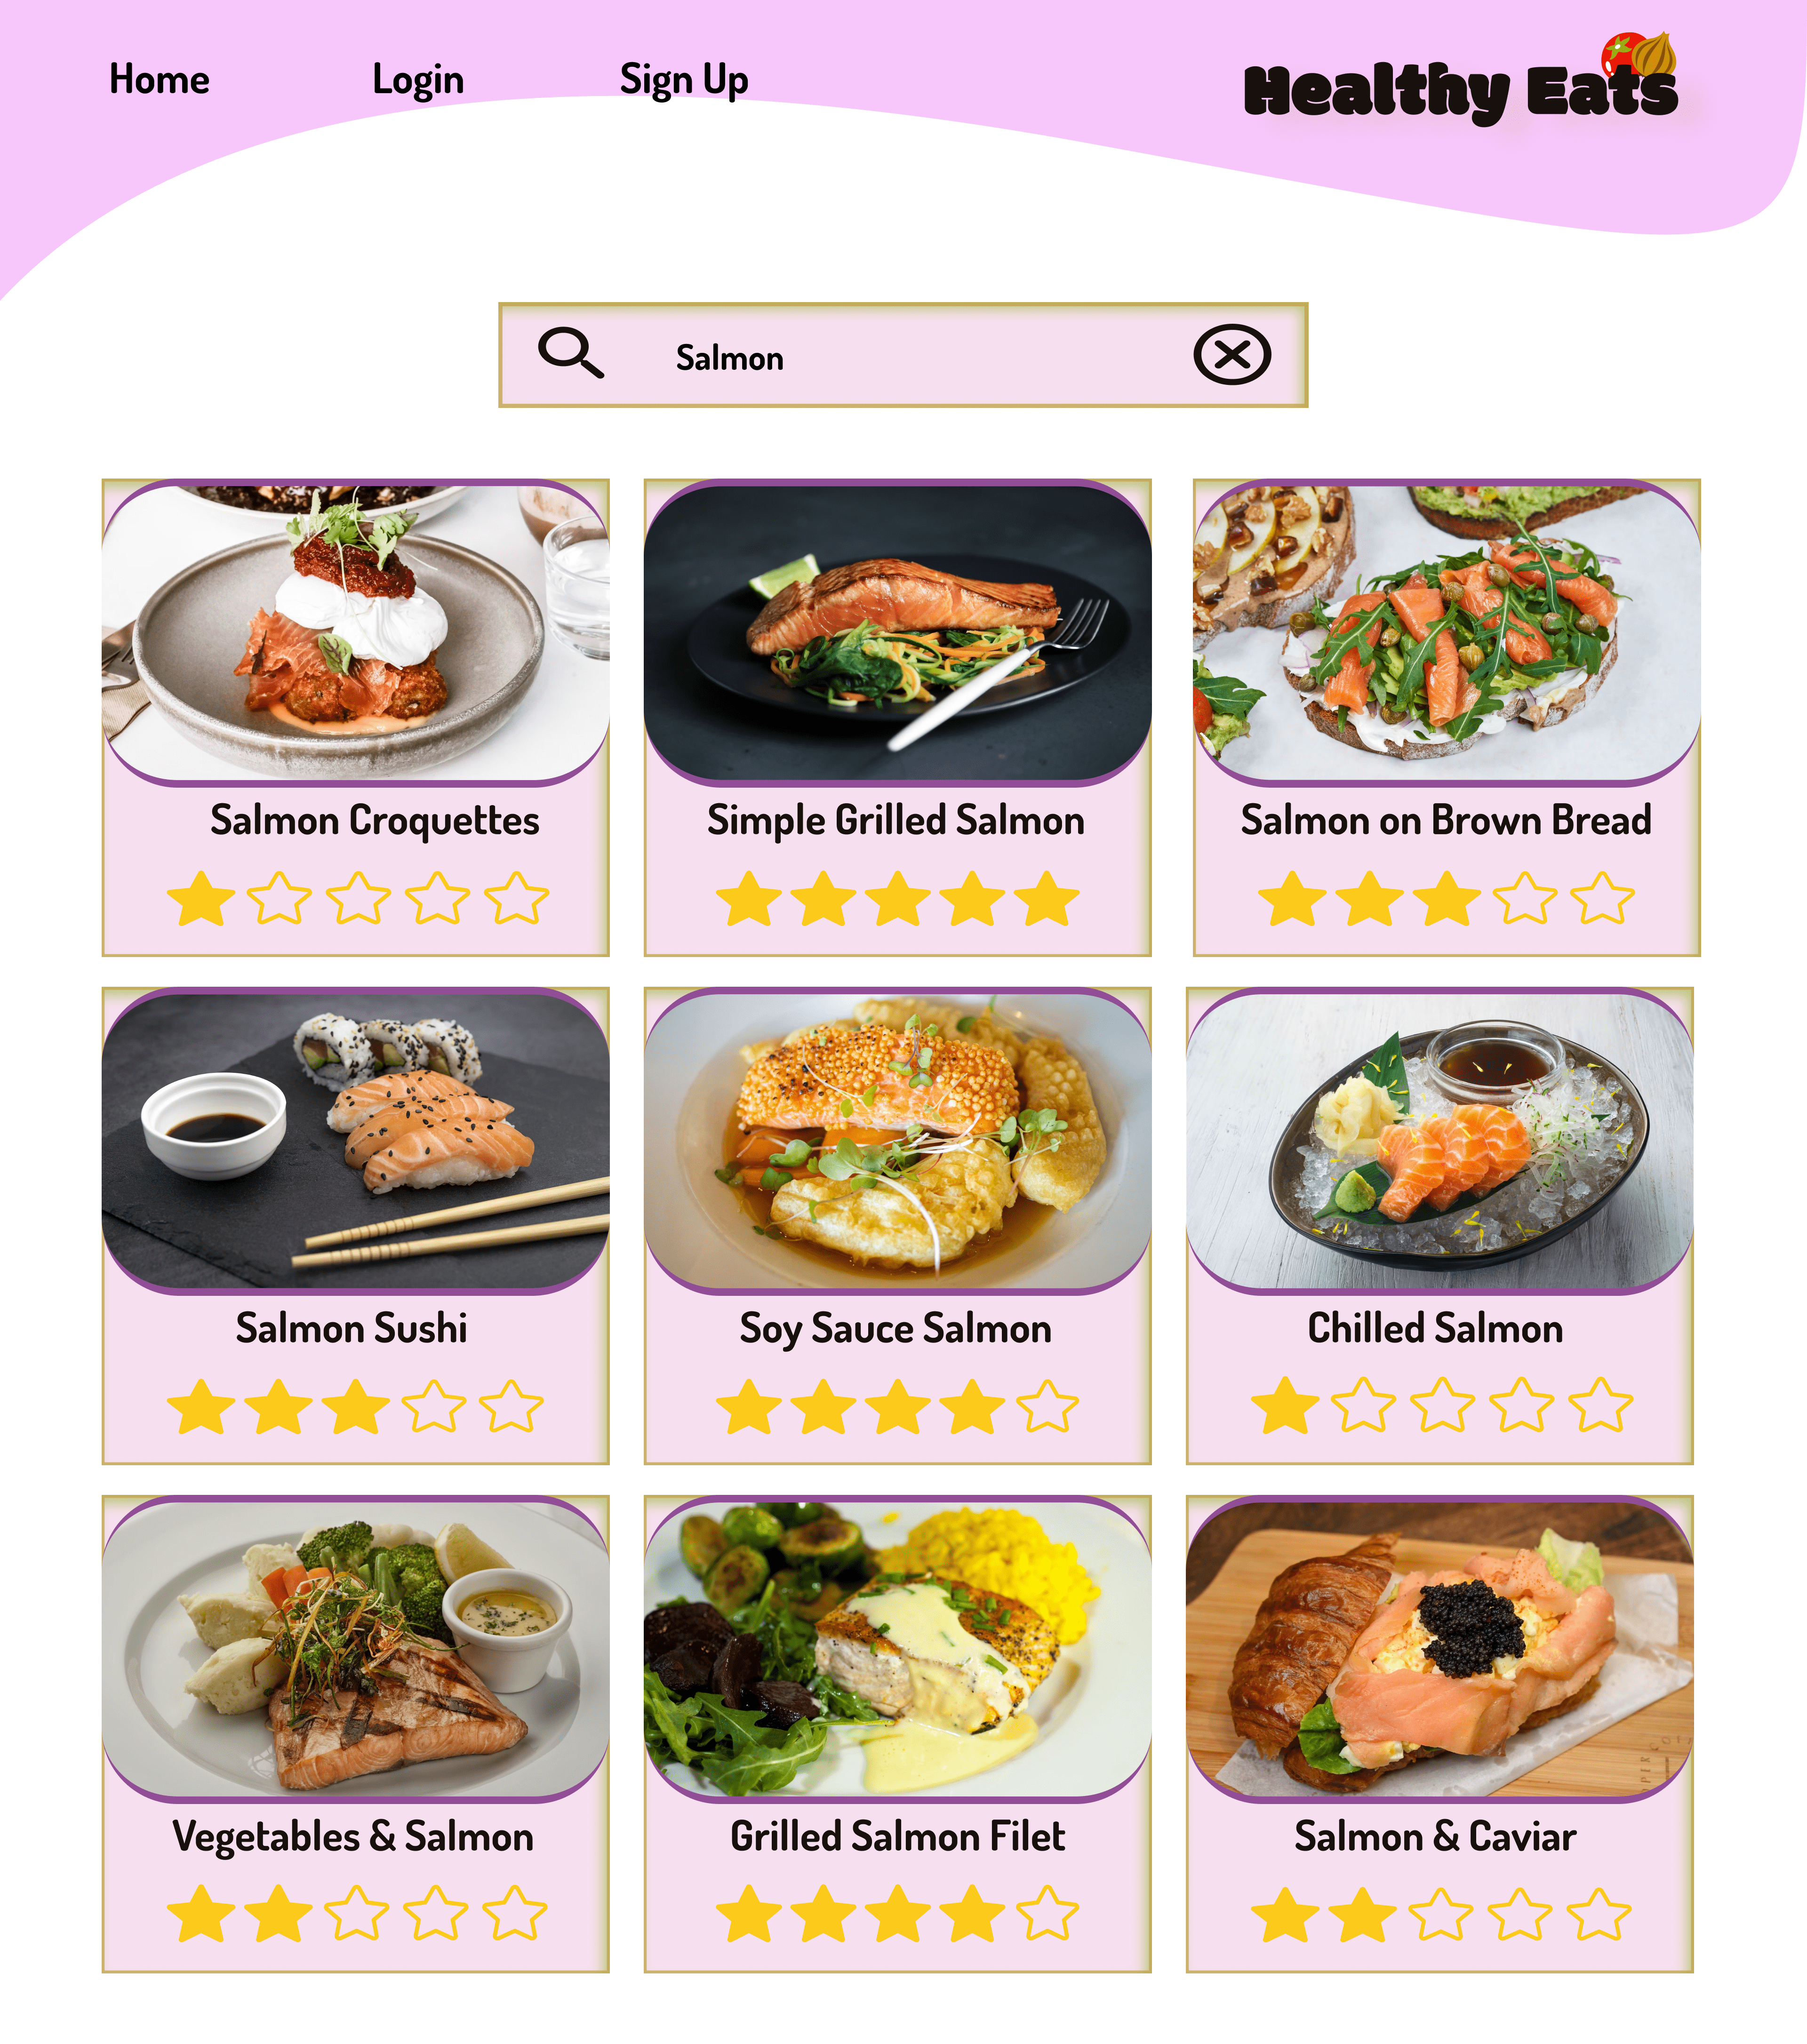 Home Login Sign Up Healthy Eats
Salmon
Salmon Croquettes
Simple Grilled Salmon
Salmon on Brown Bread
Salmon Sushi
Soy Sauce Salmon
Chilled Salmon
Vegetables & Salmon
Grilled Salmon Filet
Salmon & Caviar